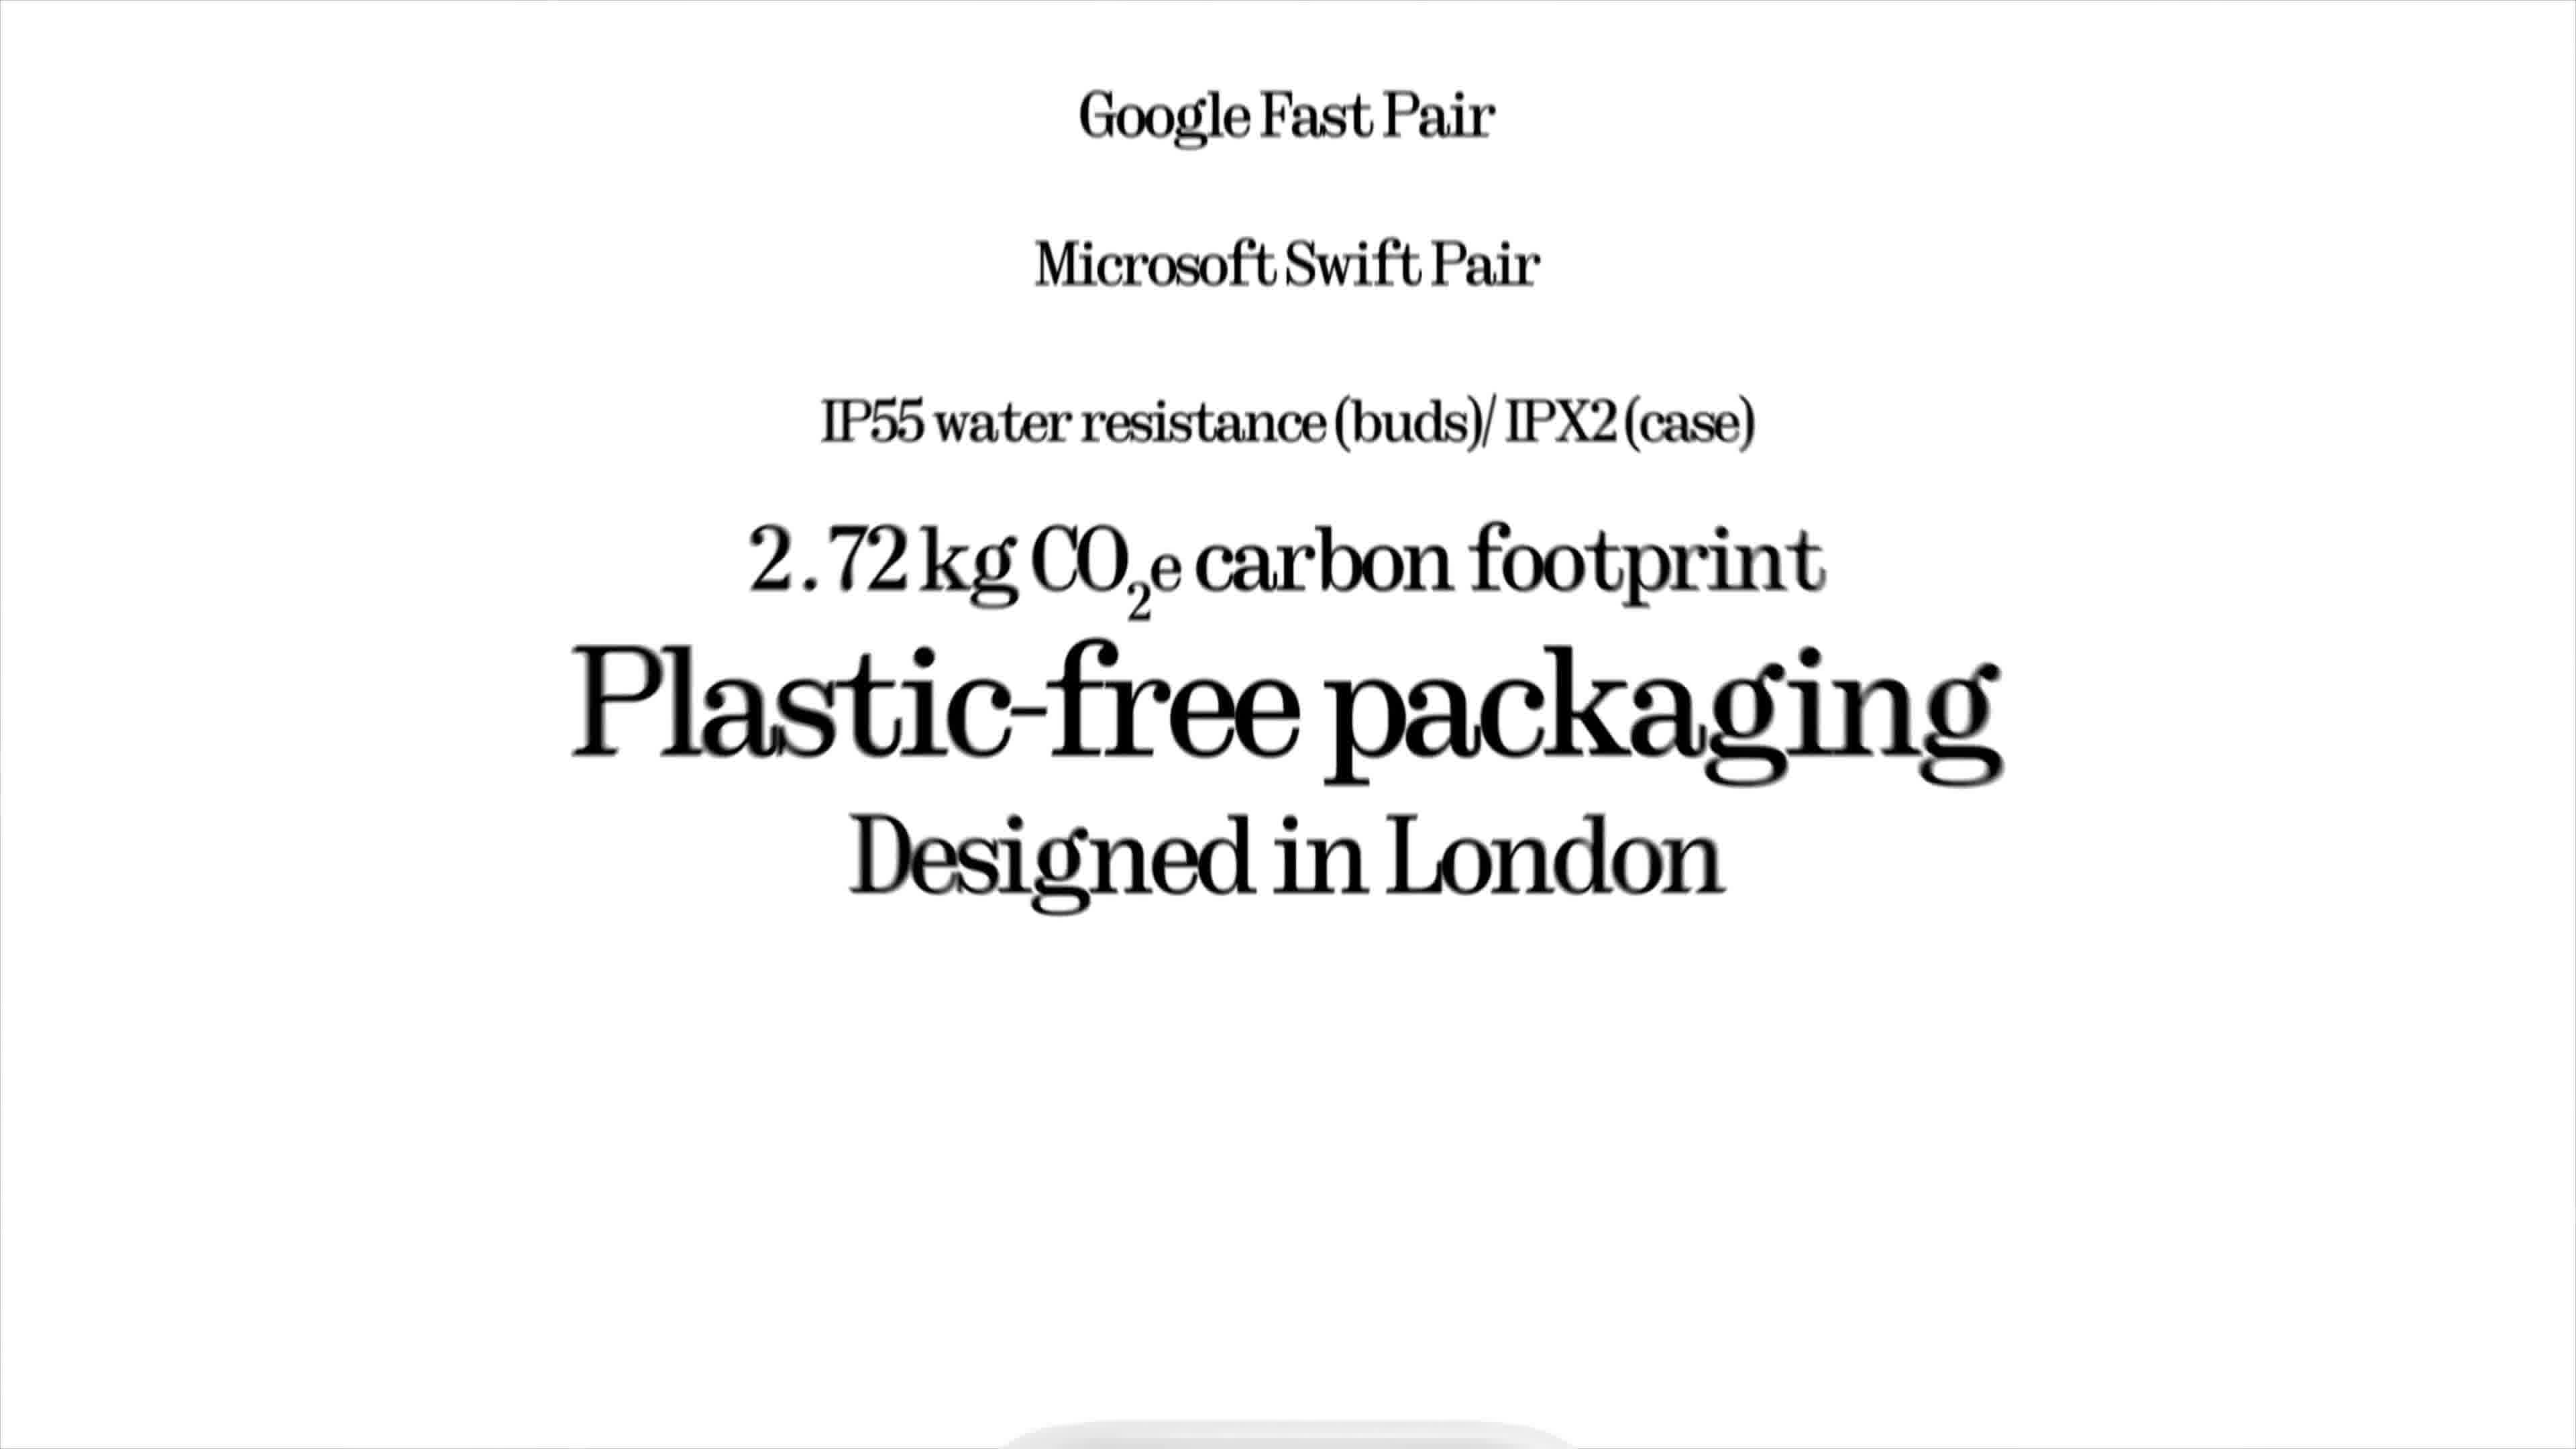 Google Fast Pair
Microsoft Swift Pair
IP55 water resistance (buds)/ IPX2 (case)
2.72 kg CO₂e carbon footprint
Plastic-free packaging
Designed in London